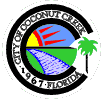 CITY OF COCONUT CREEK
1967 · FLORIDA